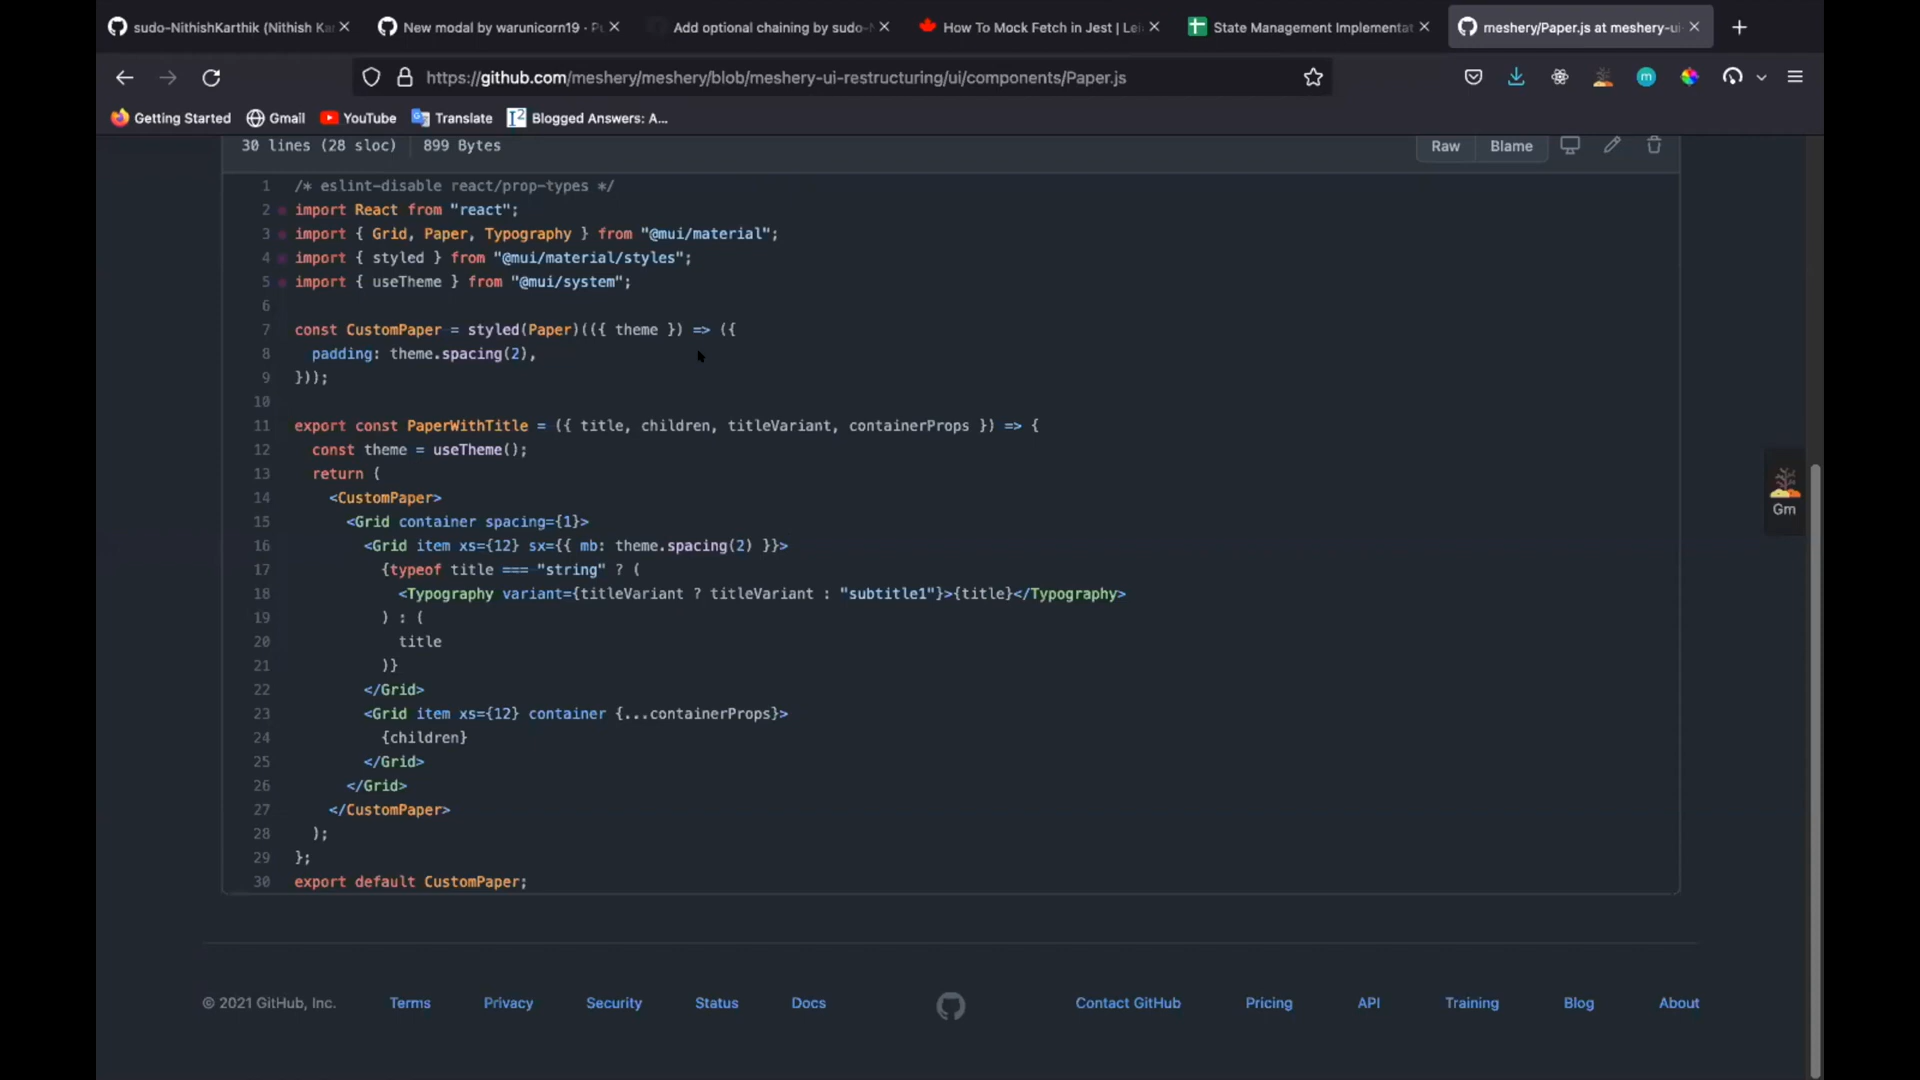 sudo-NithishKarthik (Nithish Ka
New modal by warunicorn19 · Pu
Add optional chaining by sudo-N
How To Mock Fetch in Jest | Lei
State Management Implementat
meshery/Paper.js at meshery-ui
https://github.com/meshery/meshery/blob/meshery-ui-restructuring/ui/components/Paper.js
Getting Started
Gmail
YouTube
Translate
Blogged Answers: A...
30 lines (28 sloc) 899 Bytes
Raw
Blame
1 /* eslint-disable react/prop-types */
2 import React from "react";
3 import { Grid, Paper, Typography } from "@mui/material";
4 import { styled } from "@mui/material/styles";
5 import { useTheme } from "@mui/system";
6
7 const CustomPaper = styled(Paper)(({ theme }) => ({
8 padding: theme.spacing(2),
9 }));
10
11 export const PaperWithTitle = ({ title, children, titleVariant, containerProps }) => {
12 const theme = useTheme();
13 return (
14 <CustomPaper>
15 <Grid container spacing={1}>
16 <Grid item xs={12} sx={{ mb: theme.spacing(2) }}>
17 {typeof title === "string" ? (
18 <Typography variant={titleVariant ? titleVariant : "subtitle1"}>{title}</Typography>
19 ) : (
20 title
21 )}
22 </Grid>
23 <Grid item xs={12} container {...containerProps}>
24 {children}
25 </Grid>
26 </Grid>
27 </CustomPaper>
28 );
29 };
30 export default CustomPaper;
Gm
© 2021 GitHub, Inc.
Terms
Privacy
Security
Status
Docs
Contact GitHub
Pricing
API
Training
Blog
About